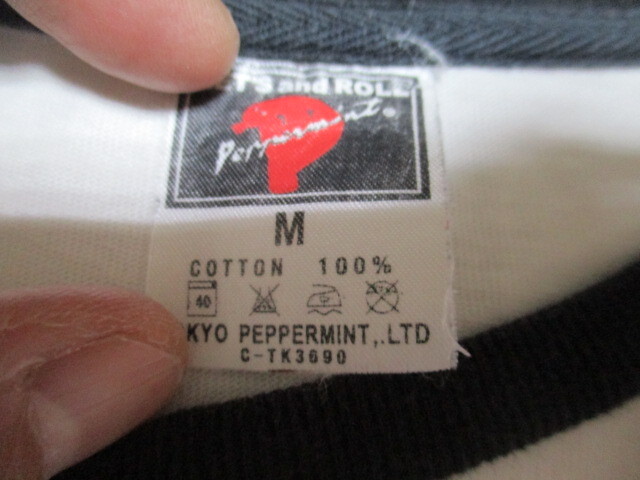 and ROLL
Peppermint
M
COTTON 100%
40
KYO PEPPERMINT,.LTD
C-TK3690